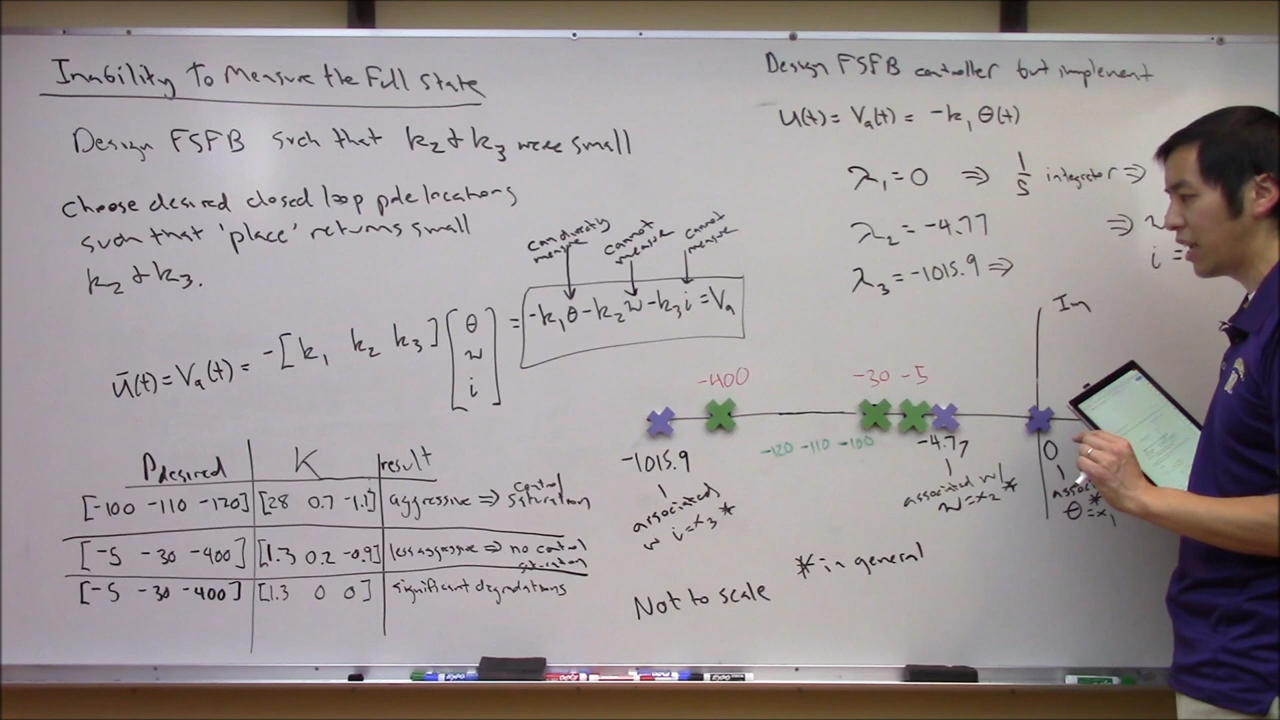 Inability To Measure the Full State
Design FSFB such that k2 & k3 were small
choose desired closed loop pole locations
such that 'place' returns small
k2 & k3.
can directly measure
cannot measure
cannot measure
ū(t) = Va(t) = -[k1 k2 k3] [θ w i] = -k1θ - k2w - k3i = Va
Pdesired K result
[-100 -110 -120] [28 0.7 -1.1] aggressive ⇒ control saturation
[-5 -30 -400] [1.3 0.2 -0.9] less aggressive ⇒ no control saturation
[-5 -30 -400] [1.3 0 0] significant degradations
Design FSFB controller but implement
u(t) = Va(t) = -k1 θ(t)
λ1 = 0 ⇒ 1/s integrator ⇒
λ2 = -4.77 ⇒
λ3 = -1015.9 ⇒ i =
Im
-400 -30 -5
-120 -110 -100
-1015.9 -4.77 0
associated w i = x3 *
associated w/ w = x2 *
θ = x1 *
* in general
Not to scale